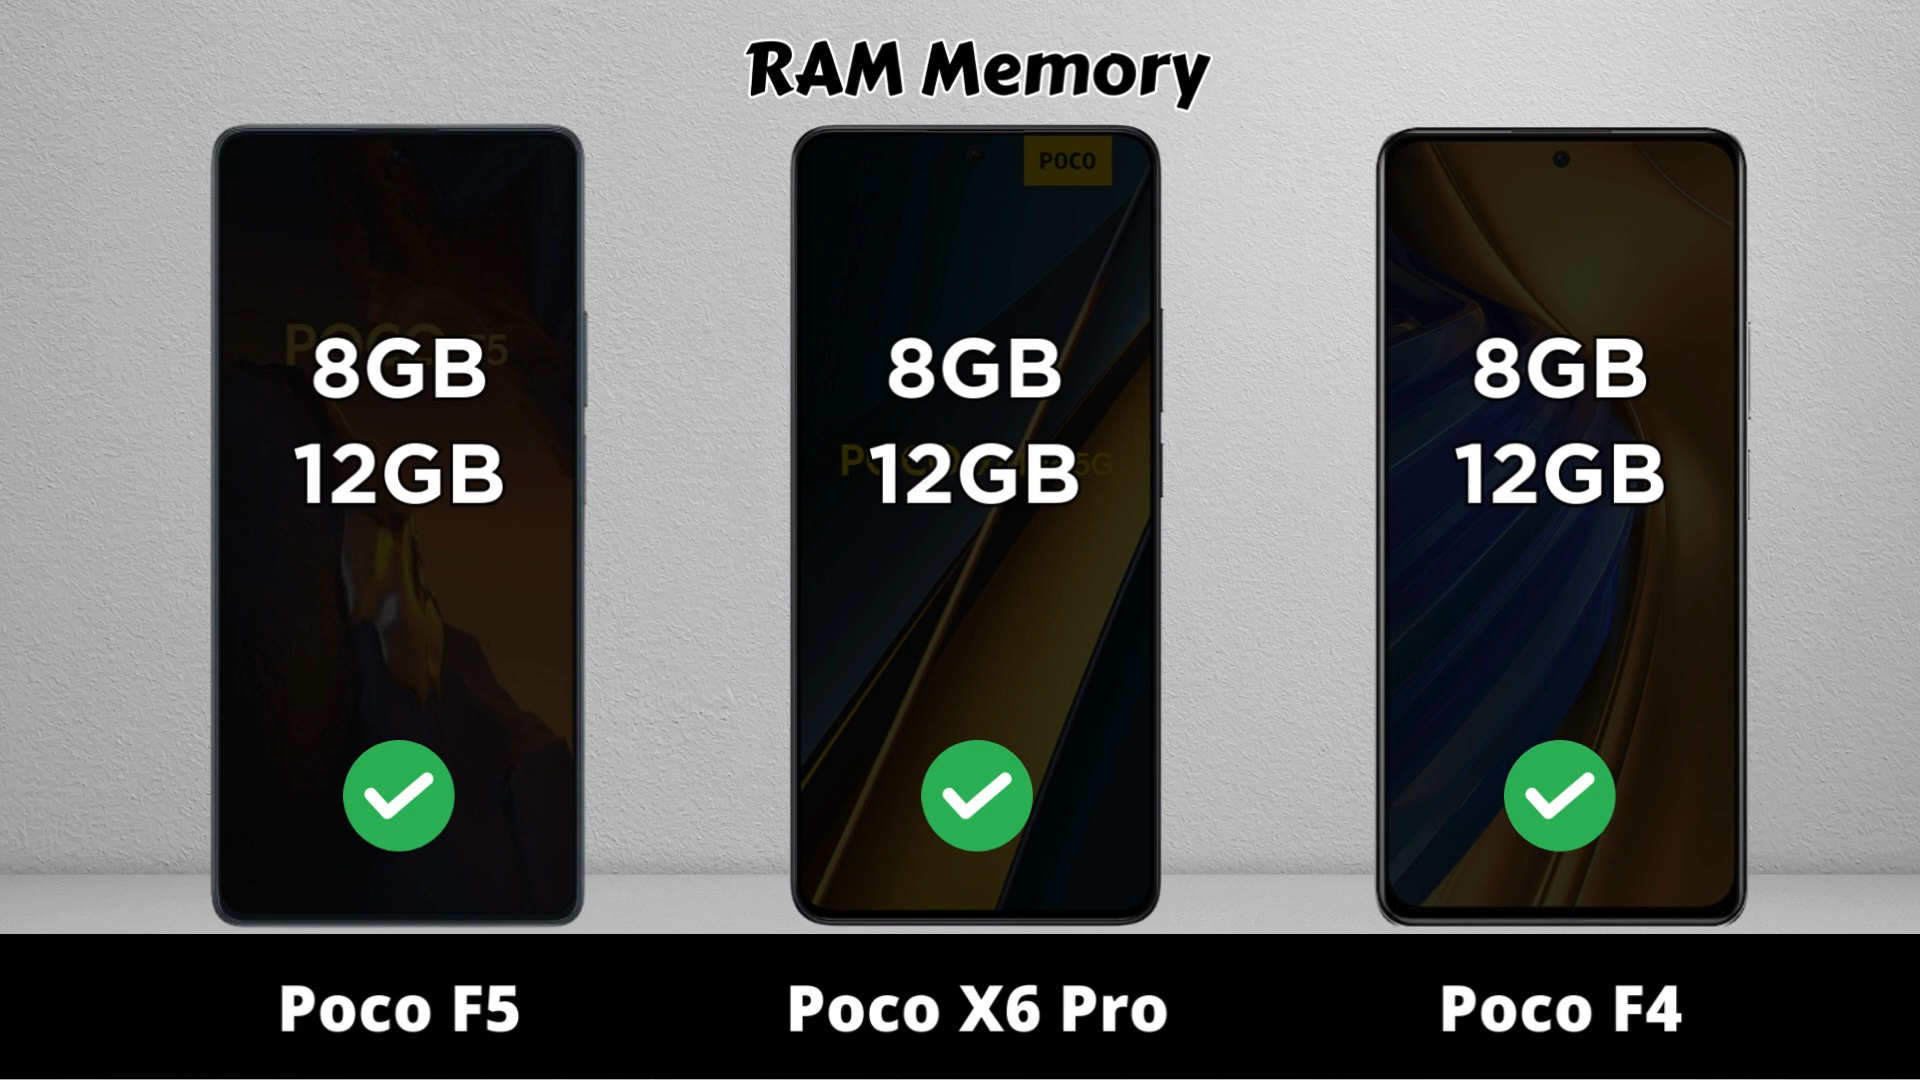 RAM Memory
POCO
8GB
12GB
8GB
12GB
8GB
12GB
Poco F5
Poco X6 Pro
Poco F4